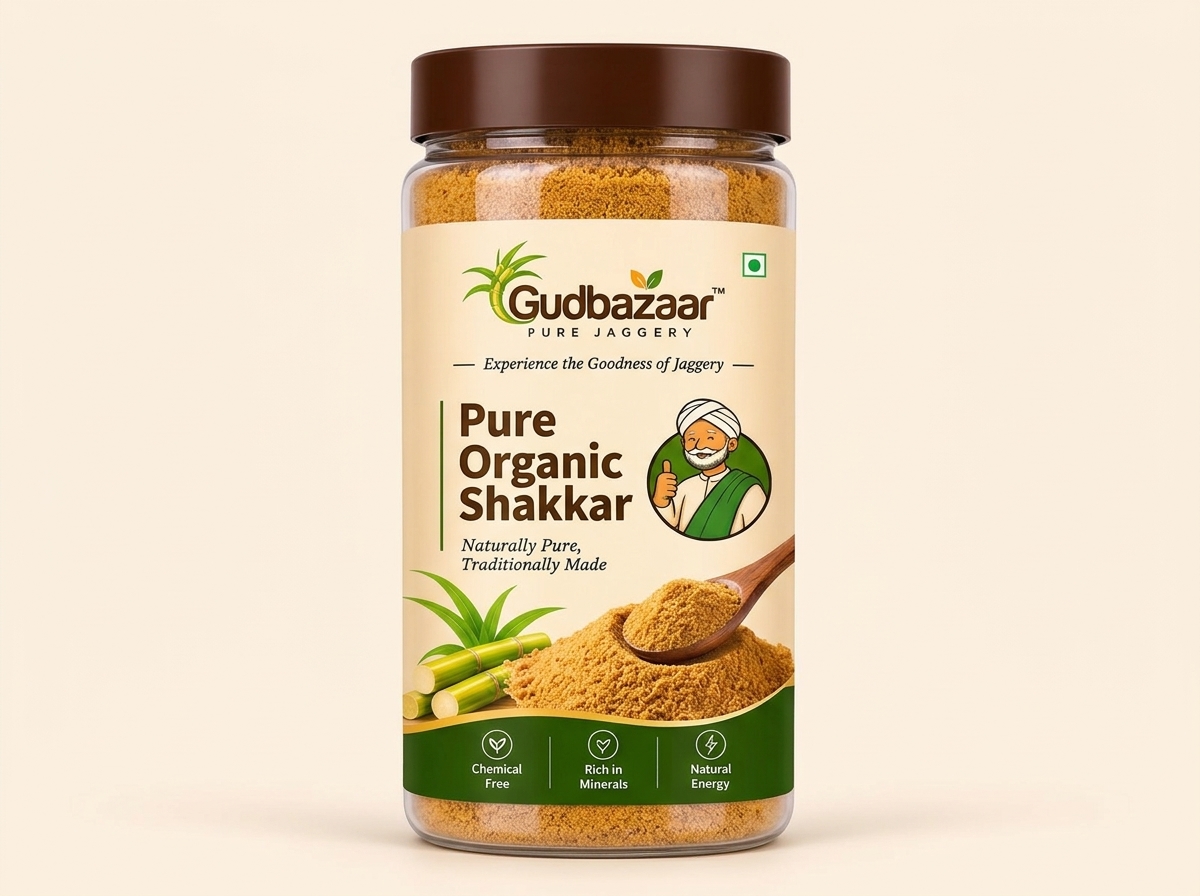 Gudbazaar™
PURE JAGGERY
Experience the Goodness of Jaggery
Pure
Organic
Shakkar
Naturally Pure,
Traditionally Made
Chemical
Free
Rich in
Minerals
Natural
Energy